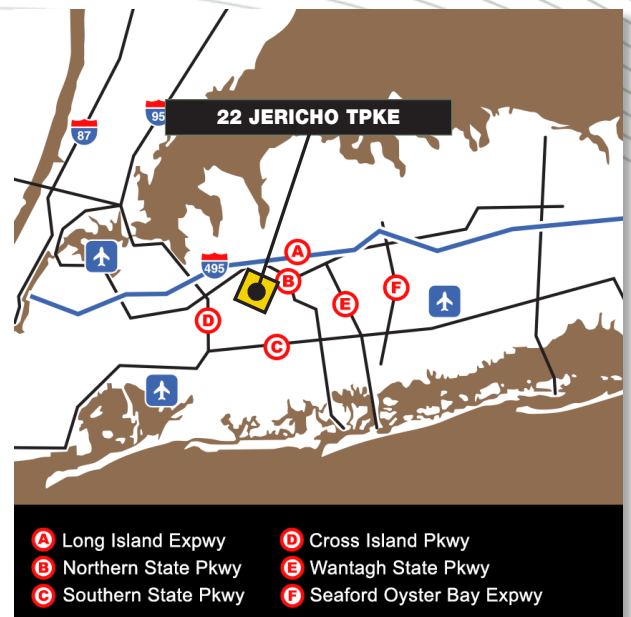 95
22 JERICHO TPKE
87
A
495
B
F
E
D
C
A Long Island Expwy
B Northern State Pkwy
C Southern State Pkwy
D Cross Island Pkwy
E Wantagh State Pkwy
F Seaford Oyster Bay Expwy